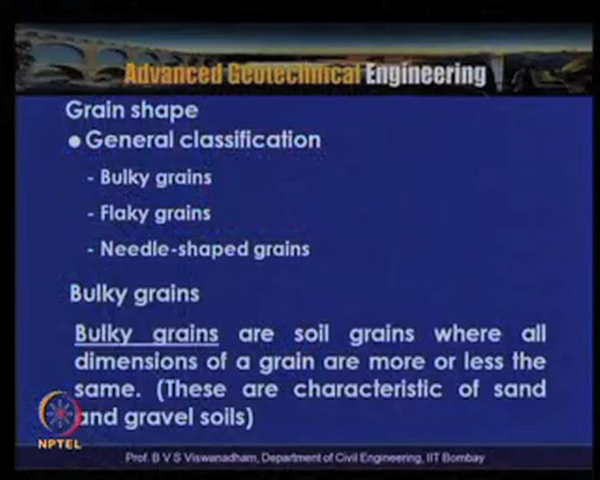 Advanced Geotechnical Engineering
Grain shape
● General classification
- Bulky grains
- Flaky grains
- Needle-shaped grains
Bulky grains
Bulky grains are soil grains where all
dimensions of a grain are more or less the
same. (These are characteristic of sand
and gravel soils)
NPTEL
Prof. B V S Viswanadham, Department of Civil Engineering, IIT Bombay